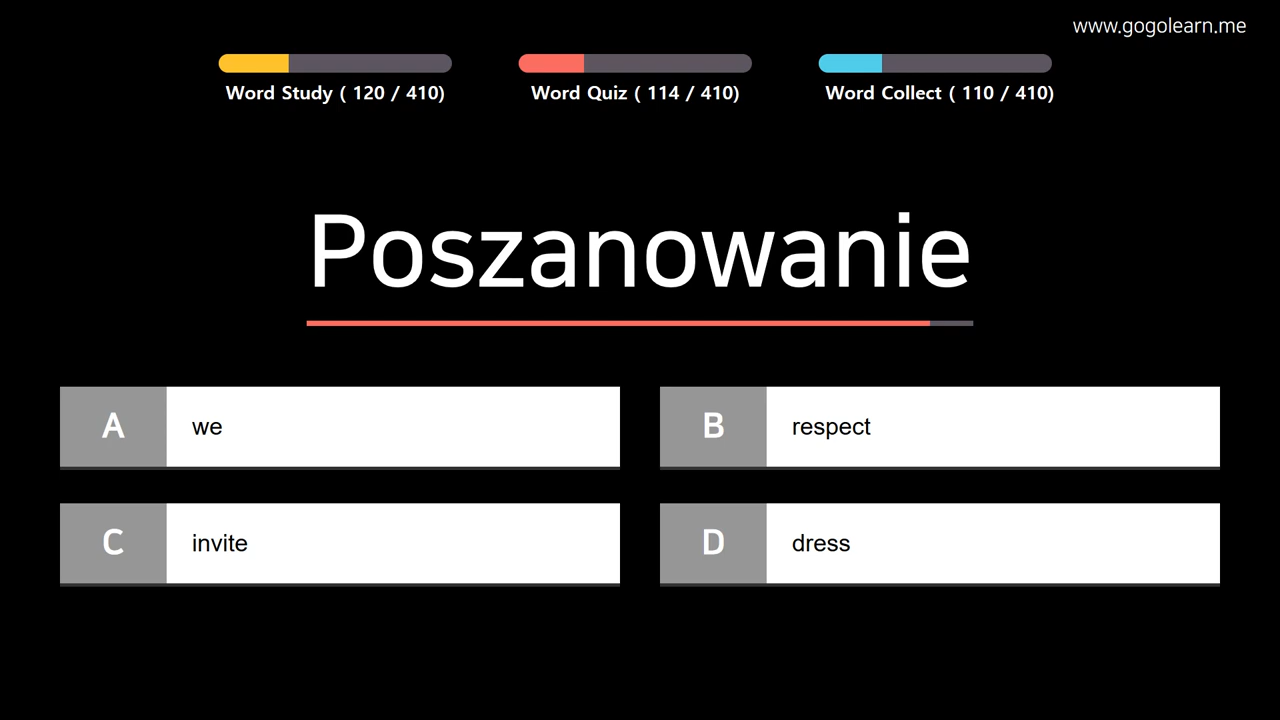 www.gogolearn.me
Word Study ( 120 / 410)
Word Quiz ( 114 / 410)
Word Collect ( 110 / 410)
Poszanowanie
A we
B respect
C invite
D dress